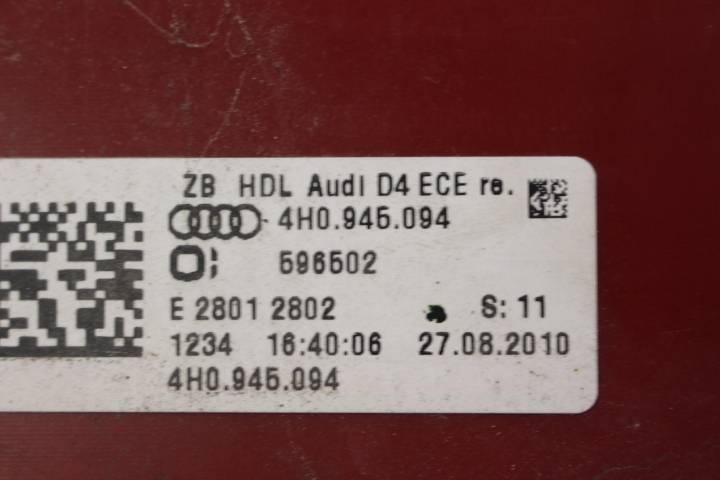 ZB HDL Audi D4 ECE re.
4H0.945.094
596502
E 2801 2802 S: 11
1234 16:40:06 27.08.2010
4H0.945.094